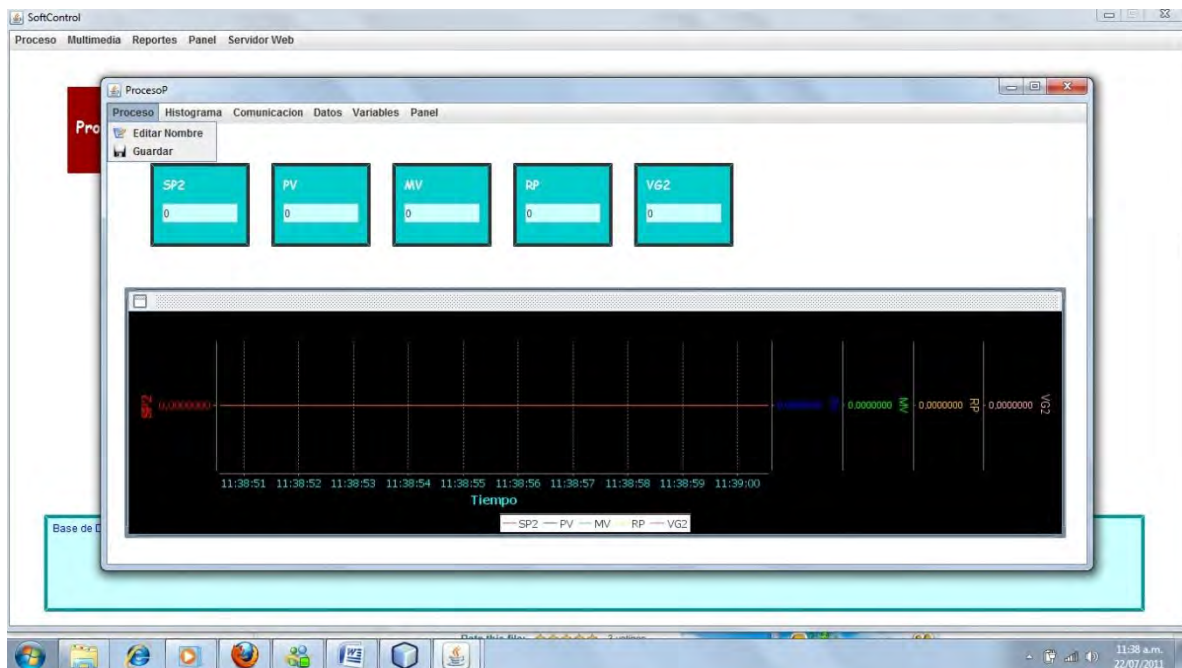 SoftControl
Proceso Multimedia Reportes Panel Servidor Web
ProcesoP
Proceso Histograma Comunicacion Datos Variables Panel
Pro
Editar Nombre
Guardar
SP2 PV MV RP VG2
0 0 0 0 0
SP2 0,0000000 0,0000000 MV 0,0000000 RP 0,0000000 VG2
11:38:51 11:38:52 11:38:53 11:38:54 11:38:55 11:38:56 11:38:57 11:38:58 11:38:59 11:39:00
Tiempo
SP2 PV MV RP VG2
Base de
11:38 a.m.
22/07/2011